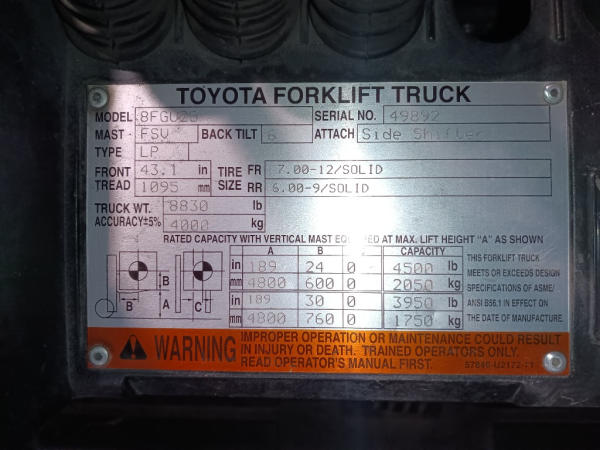 TOYOTA FORKLIFT TRUCK
MODEL 8FGU25 SERIAL NO. 49892
MAST FSV BACK TILT 6 ATTACH Side Shifter
TYPE LP
FRONT 43.1 in TIRE FR 7.00-12/SOLID
TREAD 1095 mm SIZE RR 6.00-9/SOLID
TRUCK WT. 8830 lb
ACCURACY±5% 4000 kg
RATED CAPACITY WITH VERTICAL MAST EQUIPPED AT MAX. LIFT HEIGHT "A" AS SHOWN
A B C CAPACITY
in 189 24 0 4500 lb
mm 4800 600 0 2050 kg
in 189 30 0 3950 lb
mm 4800 760 0 1750 kg
B A B C
THIS FORKLIFT TRUCK
MEETS OR EXCEEDS DESIGN
SPECIFICATIONS OF ASME/
ANSI B56.1 IN EFFECT ON
THE DATE OF MANUFACTURE.
WARNING
IMPROPER OPERATION OR MAINTENANCE COULD RESULT
IN INJURY OR DEATH. TRAINED OPERATORS ONLY.
READ OPERATOR'S MANUAL FIRST.
57840-U2172-71